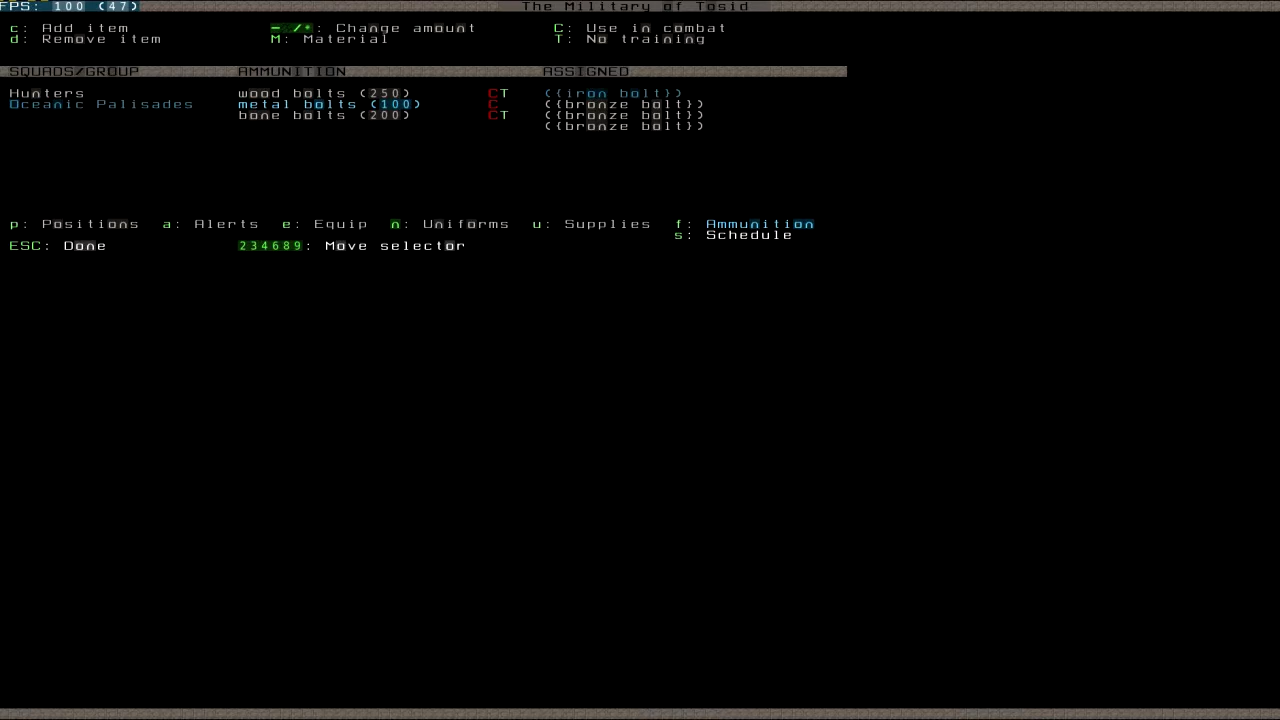 FPS: 100 (47) The Military of Tosid
c: Add item - /*: Change amount C: Use in combat
d: Remove item M: Material T: No training
SQUADS/GROUP AMMUNITION ASSIGNED
Hunters wood bolts (250) CT ({iron bolt})
Oceanic Palisades metal bolts (100) C ({bronze bolt})
bone bolts (200) CT ({bronze bolt})
({bronze bolt})
p: Positions a: Alerts e: Equip n: Uniforms u: Supplies f: Ammunition
s: Schedule
ESC: Done 234689: Move selector